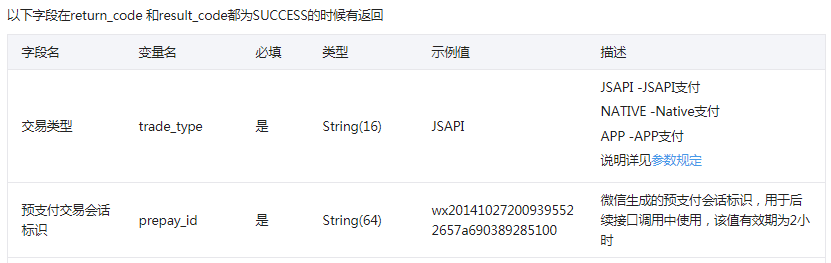 以下字段在return_code 和result_code都为SUCCESS的时候有返回
字段名 变量名 必填 类型 示例值 描述
交易类型 trade_type 是 String(16) JSAPI
JSAPI -JSAPI支付
NATIVE -Native支付
APP -APP支付
说明详见参数规定
预支付交易会话
标识
prepay_id 是 String(64)
wx20141027200939552
2657a690389285100
微信生成的预支付会话标识，用于后
续接口调用中使用，该值有效期为2小
时